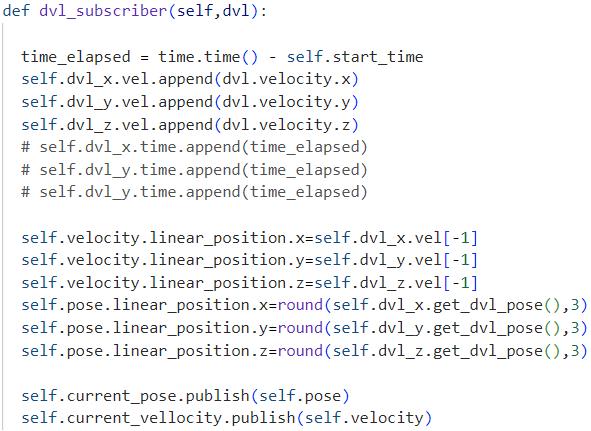 def dvl_subscriber(self,dvl):
time_elapsed = time.time() - self.start_time
self.dvl_x.vel.append(dvl.velocity.x)
self.dvl_y.vel.append(dvl.velocity.y)
self.dvl_z.vel.append(dvl.velocity.z)
# self.dvl_x.time.append(time_elapsed)
# self.dvl_y.time.append(time_elapsed)
# self.dvl_y.time.append(time_elapsed)
self.velocity.linear_position.x=self.dvl_x.vel[-1]
self.velocity.linear_position.y=self.dvl_y.vel[-1]
self.velocity.linear_position.z=self.dvl_z.vel[-1]
self.pose.linear_position.x=round(self.dvl_x.get_dvl_pose(),3)
self.pose.linear_position.y=round(self.dvl_y.get_dvl_pose(),3)
self.pose.linear_position.z=round(self.dvl_z.get_dvl_pose(),3)
self.current_pose.publish(self.pose)
self.current_vellocity.publish(self.velocity)